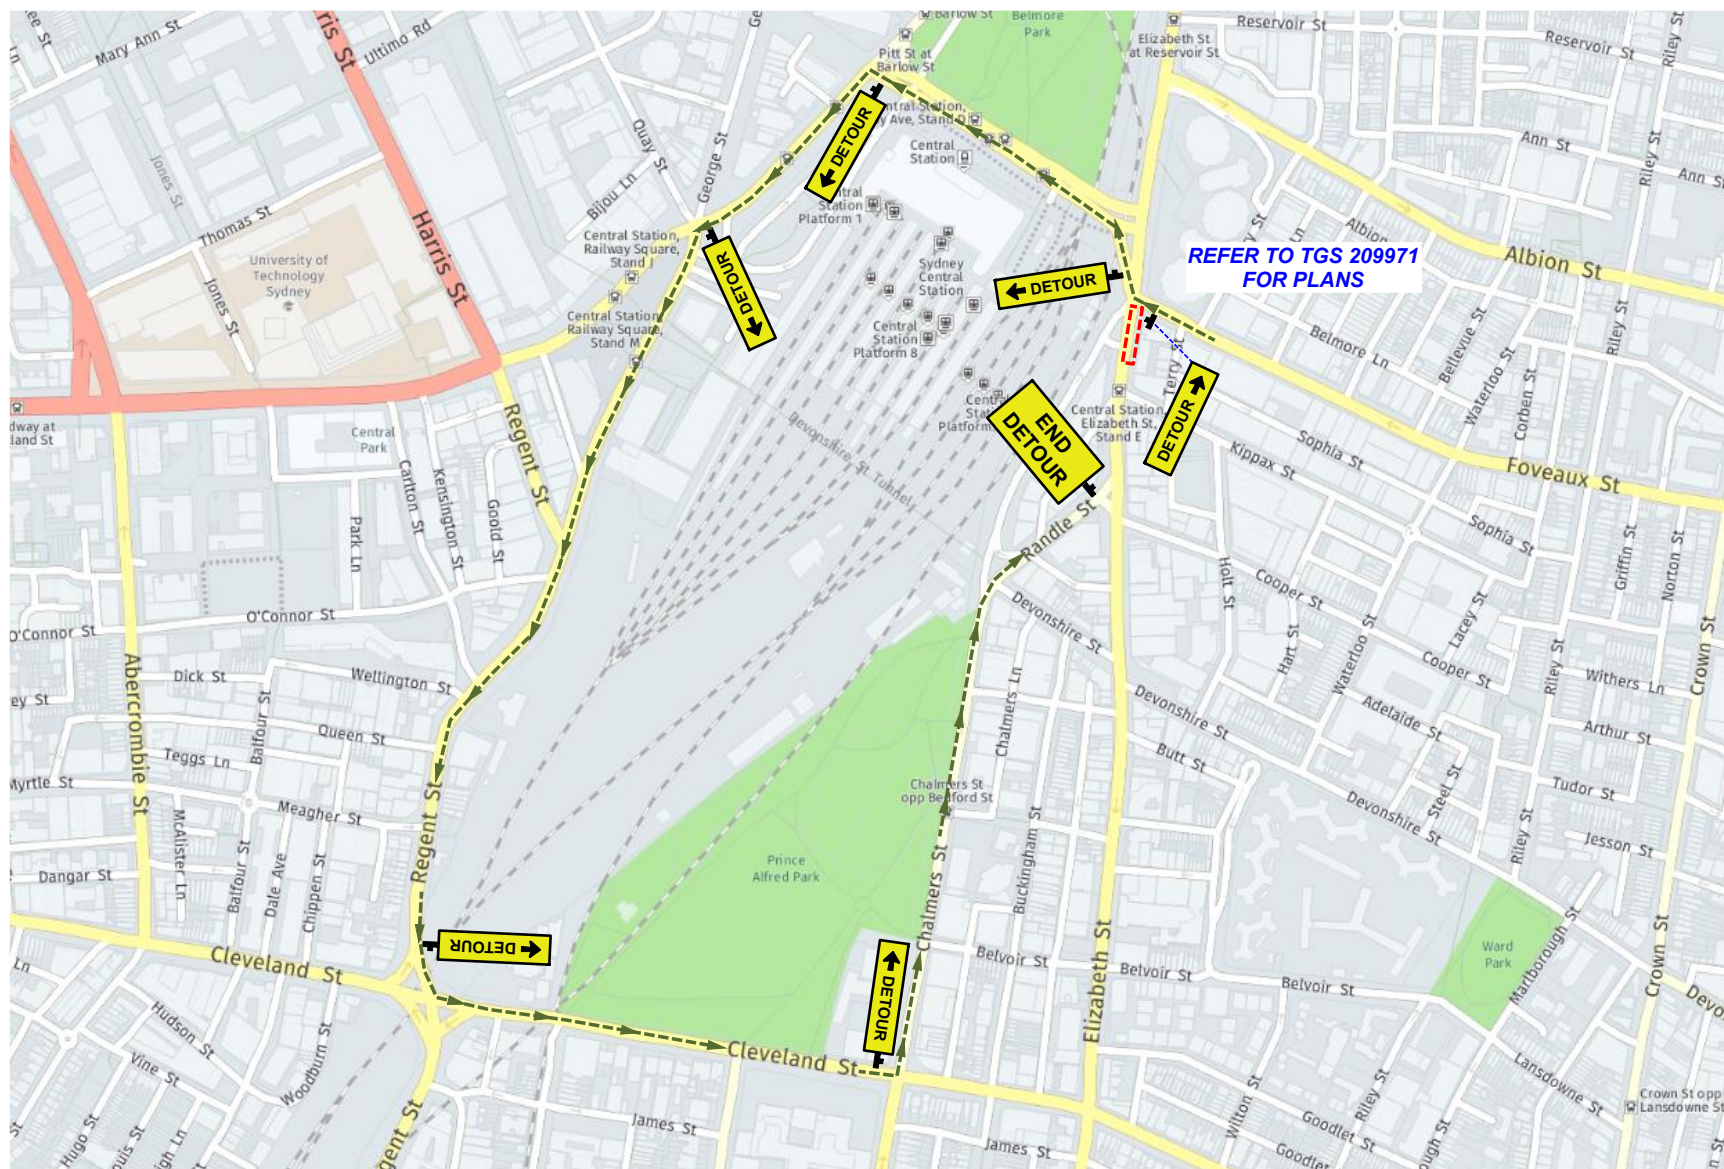 Mary Ann St
Ultimo Rd
Barlow St
Belmore
Park
Pitt St at
Barlow St
Elizabeth St
at Reservoir St
Reservoir St
Reservoir St
Riley St
Jones St
Harris St
Quay St
George St
Bijou Ln
Thomas St
Jones St
University of
Technology
Sydney
Central Station,
Railway Square,
Stand J
Central Station,
Railway Square,
Stand M
DETOUR
DETOUR
Central
Station
Platform 1
Sydney
Central
Station
Central
Station
Platform 8
DETOUR
REFER TO TGS 209971
FOR PLANS
Ann St
Ann St
Riley St
Albion St
Belmore Ln
Bellevue St
Waterloo St
Corben St
Riley St
Foveaux St
Terry St
Central Station,
Elizabeth St,
Stand E
DETOUR
END
DETOUR
Devonshire St Tunnel
Randle St
Kippax St
Sophia St
Sophia St
Griffin St
Norton St
Crown St
Holt St
Cooper St
Cooper St
Hart St
Waterloo St
Lacey St
Riley St
Withers Ln
Adelaide St
Arthur St
Steel St
Tudor St
Jesson St
Riley St
Devonshire St
Devonshire St
Devonshire St
Butt St
Chalmers Ln
Chalmers St
opp Bedford St
Buckingham St
Chalmers St
Elizabeth St
Belvoir St
Belvoir St
Belvoir St
Ward
Park
Marlborough St
Crown St
Lansdowne St
Crown St opp
Lansdowne St
Riley St
Wilton St
Goodlet St
James St
James St
Central
Park
Regent St
Carlton St
Kensington St
Goold St
Park Ln
O'Connor St
O'Connor St
Abercrombie St
Dick St
Balfour St
Wellington St
Queen St
Teggs Ln
Myrtle St
Meagher St
McAlister Ln
Balfour St
Dale Ave
Chippen St
Dangar St
Regent St
Prince
Alfred Park
DETOUR
DETOUR
Cleveland St
Cleveland St
Hudson St
Vine St
Woodburn St
Hugo St
Regent St